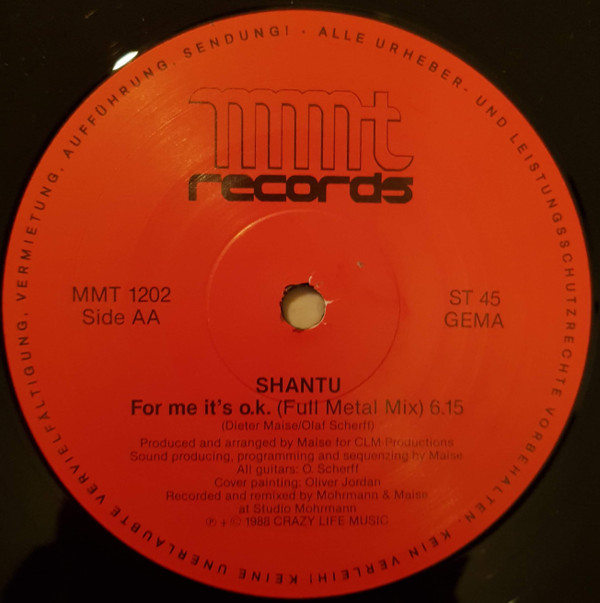 ALLE URHEBER- UND LEISTUNGSSCHUTZRECHTE VORBEHALTEN. KEIN VERLEIH! KEINE UNERLAUBTE VERVIELFÄLTIGUNG, VERMIETUNG, AUFFÜHRUNG, SENDUNG! ·
mmt
records
MMT 1202
Side AA
ST 45
GEMA
SHANTU
For me it's o.k. (Full Metal Mix) 6.15
(Dieter Maise/Olaf Scherff)
Produced and arranged by Maise for CLM-Productions
Sound producing, programming and sequenzing by Maise
All guitars: O. Scherff
Cover painting: Oliver Jordan
Recorded and remixed by Mohrmann & Maise
at Studio Mohrmann
℗ + © 1988 CRAZY LIFE MUSIC